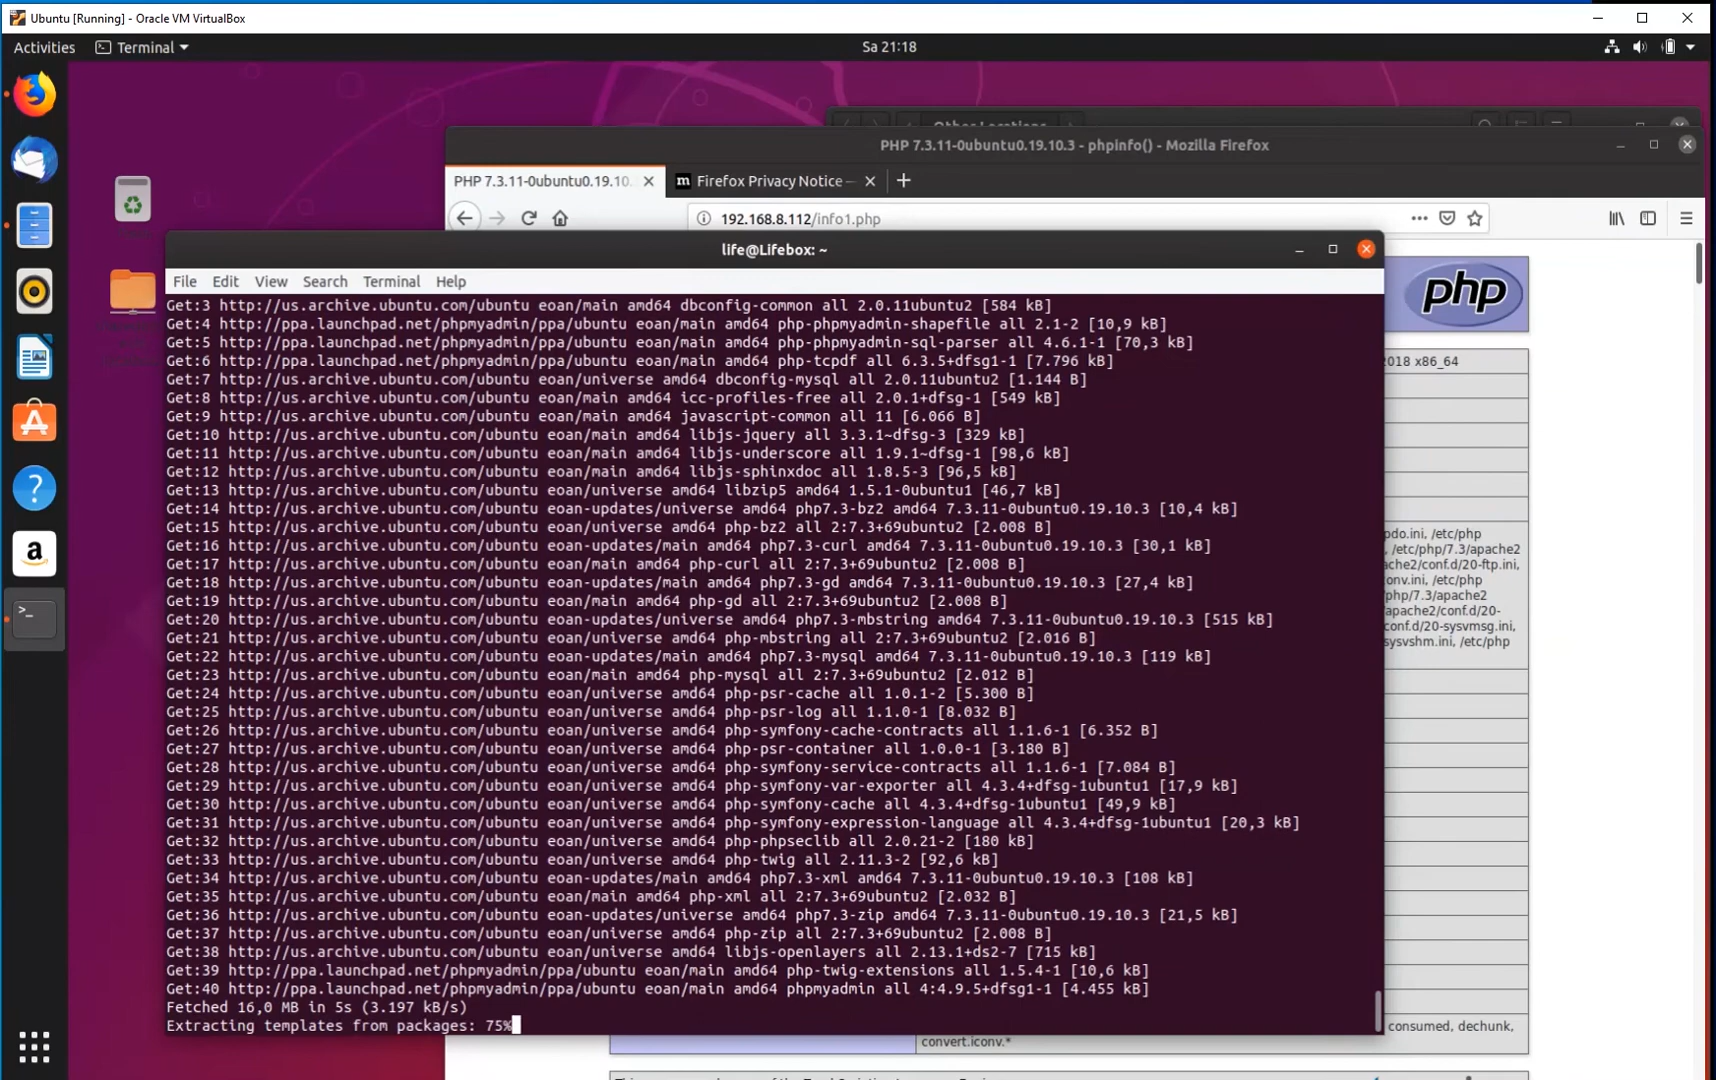 Ubuntu [Running] - Oracle VM VirtualBox
Activities
Terminal
Sa 21:18
Other Locations
PHP 7.3.11-0ubuntu0.19.10.3 - phpinfo() - Mozilla Firefox
PHP 7.3.11-0ubuntu0.19.10.
m Firefox Privacy Notice —
192.168.8.112/info1.php
life@Lifebox: ~
File Edit View Search Terminal Help
Get:3 http://us.archive.ubuntu.com/ubuntu eoan/main amd64 dbconfig-common all 2.0.11ubuntu2 [584 kB]
Get:4 http://ppa.launchpad.net/phpmyadmin/ppa/ubuntu eoan/main amd64 php-phpmyadmin-shapefile all 2.1-2 [10,9 kB]
Get:5 http://ppa.launchpad.net/phpmyadmin/ppa/ubuntu eoan/main amd64 php-phpmyadmin-sql-parser all 4.6.1-1 [70,3 kB]
Get:6 http://ppa.launchpad.net/phpmyadmin/ppa/ubuntu eoan/main amd64 php-tcpdf all 6.3.5+dfsg1-1 [7.796 kB]
Get:7 http://us.archive.ubuntu.com/ubuntu eoan/universe amd64 dbconfig-mysql all 2.0.11ubuntu2 [1.144 B]
Get:8 http://us.archive.ubuntu.com/ubuntu eoan/main amd64 icc-profiles-free all 2.0.1+dfsg-1 [549 kB]
Get:9 http://us.archive.ubuntu.com/ubuntu eoan/main amd64 javascript-common all 11 [6.066 B]
Get:10 http://us.archive.ubuntu.com/ubuntu eoan/main amd64 libjs-jquery all 3.3.1~dfsg-3 [329 kB]
Get:11 http://us.archive.ubuntu.com/ubuntu eoan/main amd64 libjs-underscore all 1.9.1~dfsg-1 [98,6 kB]
Get:12 http://us.archive.ubuntu.com/ubuntu eoan/main amd64 libjs-sphinxdoc all 1.8.5-3 [96,5 kB]
Get:13 http://us.archive.ubuntu.com/ubuntu eoan/universe amd64 libzip5 amd64 1.5.1-0ubuntu1 [46,7 kB]
Get:14 http://us.archive.ubuntu.com/ubuntu eoan-updates/universe amd64 php7.3-bz2 amd64 7.3.11-0ubuntu0.19.10.3 [10,4 kB]
Get:15 http://us.archive.ubuntu.com/ubuntu eoan/universe amd64 php-bz2 all 2:7.3+69ubuntu2 [2.008 B]
Get:16 http://us.archive.ubuntu.com/ubuntu eoan-updates/main amd64 php7.3-curl amd64 7.3.11-0ubuntu0.19.10.3 [30,1 kB]
Get:17 http://us.archive.ubuntu.com/ubuntu eoan/main amd64 php-curl all 2:7.3+69ubuntu2 [2.008 B]
Get:18 http://us.archive.ubuntu.com/ubuntu eoan-updates/main amd64 php7.3-gd amd64 7.3.11-0ubuntu0.19.10.3 [27,4 kB]
Get:19 http://us.archive.ubuntu.com/ubuntu eoan/main amd64 php-gd all 2:7.3+69ubuntu2 [2.008 B]
Get:20 http://us.archive.ubuntu.com/ubuntu eoan-updates/universe amd64 php7.3-mbstring amd64 7.3.11-0ubuntu0.19.10.3 [515 kB]
Get:21 http://us.archive.ubuntu.com/ubuntu eoan/universe amd64 php-mbstring all 2:7.3+69ubuntu2 [2.016 B]
Get:22 http://us.archive.ubuntu.com/ubuntu eoan-updates/main amd64 php7.3-mysql amd64 7.3.11-0ubuntu0.19.10.3 [119 kB]
Get:23 http://us.archive.ubuntu.com/ubuntu eoan/main amd64 php-mysql all 2:7.3+69ubuntu2 [2.012 B]
Get:24 http://us.archive.ubuntu.com/ubuntu eoan/universe amd64 php-psr-cache all 1.0.1-2 [5.300 B]
Get:25 http://us.archive.ubuntu.com/ubuntu eoan/universe amd64 php-psr-log all 1.1.0-1 [8.032 B]
Get:26 http://us.archive.ubuntu.com/ubuntu eoan/universe amd64 php-symfony-cache-contracts all 1.1.6-1 [6.352 B]
Get:27 http://us.archive.ubuntu.com/ubuntu eoan/universe amd64 php-psr-container all 1.0.0-1 [3.180 B]
Get:28 http://us.archive.ubuntu.com/ubuntu eoan/universe amd64 php-symfony-service-contracts all 1.1.6-1 [7.084 B]
Get:29 http://us.archive.ubuntu.com/ubuntu eoan/universe amd64 php-symfony-var-exporter all 4.3.4+dfsg-1ubuntu1 [17,9 kB]
Get:30 http://us.archive.ubuntu.com/ubuntu eoan/universe amd64 php-symfony-cache all 4.3.4+dfsg-1ubuntu1 [49,9 kB]
Get:31 http://us.archive.ubuntu.com/ubuntu eoan/universe amd64 php-symfony-expression-language all 4.3.4+dfsg-1ubuntu1 [20,3 kB]
Get:32 http://us.archive.ubuntu.com/ubuntu eoan/universe amd64 php-phpseclib all 2.0.21-2 [180 kB]
Get:33 http://us.archive.ubuntu.com/ubuntu eoan/universe amd64 php-twig all 2.11.3-2 [92,6 kB]
Get:34 http://us.archive.ubuntu.com/ubuntu eoan-updates/main amd64 php7.3-xml amd64 7.3.11-0ubuntu0.19.10.3 [108 kB]
Get:35 http://us.archive.ubuntu.com/ubuntu eoan/main amd64 php-xml all 2:7.3+69ubuntu2 [2.032 B]
Get:36 http://us.archive.ubuntu.com/ubuntu eoan-updates/universe amd64 php7.3-zip amd64 7.3.11-0ubuntu0.19.10.3 [21,5 kB]
Get:37 http://us.archive.ubuntu.com/ubuntu eoan/universe amd64 php-zip all 2:7.3+69ubuntu2 [2.008 B]
Get:38 http://us.archive.ubuntu.com/ubuntu eoan/universe amd64 libjs-openlayers all 2.13.1+ds2-7 [715 kB]
Get:39 http://ppa.launchpad.net/phpmyadmin/ppa/ubuntu eoan/main amd64 php-twig-extensions all 1.5.4-1 [10,6 kB]
Get:40 http://ppa.launchpad.net/phpmyadmin/ppa/ubuntu eoan/main amd64 phpmyadmin all 4:4.9.5+dfsg1-1 [4.455 kB]
Fetched 16,0 MB in 5s (3.197 kB/s)
Extracting templates from packages: 75%
php
2018 x86_64
pdo.ini, /etc/php
, /etc/php/7.3/apache2
ache2/conf.d/20-ftp.ini,
onv.ini, /etc/php
php/7.3/apache2
apache2/conf.d/20-
onf.d/20-sysvmsg.ini,
sysvshm.ini, /etc/php
consumed, dechunk,
convert.iconv.*